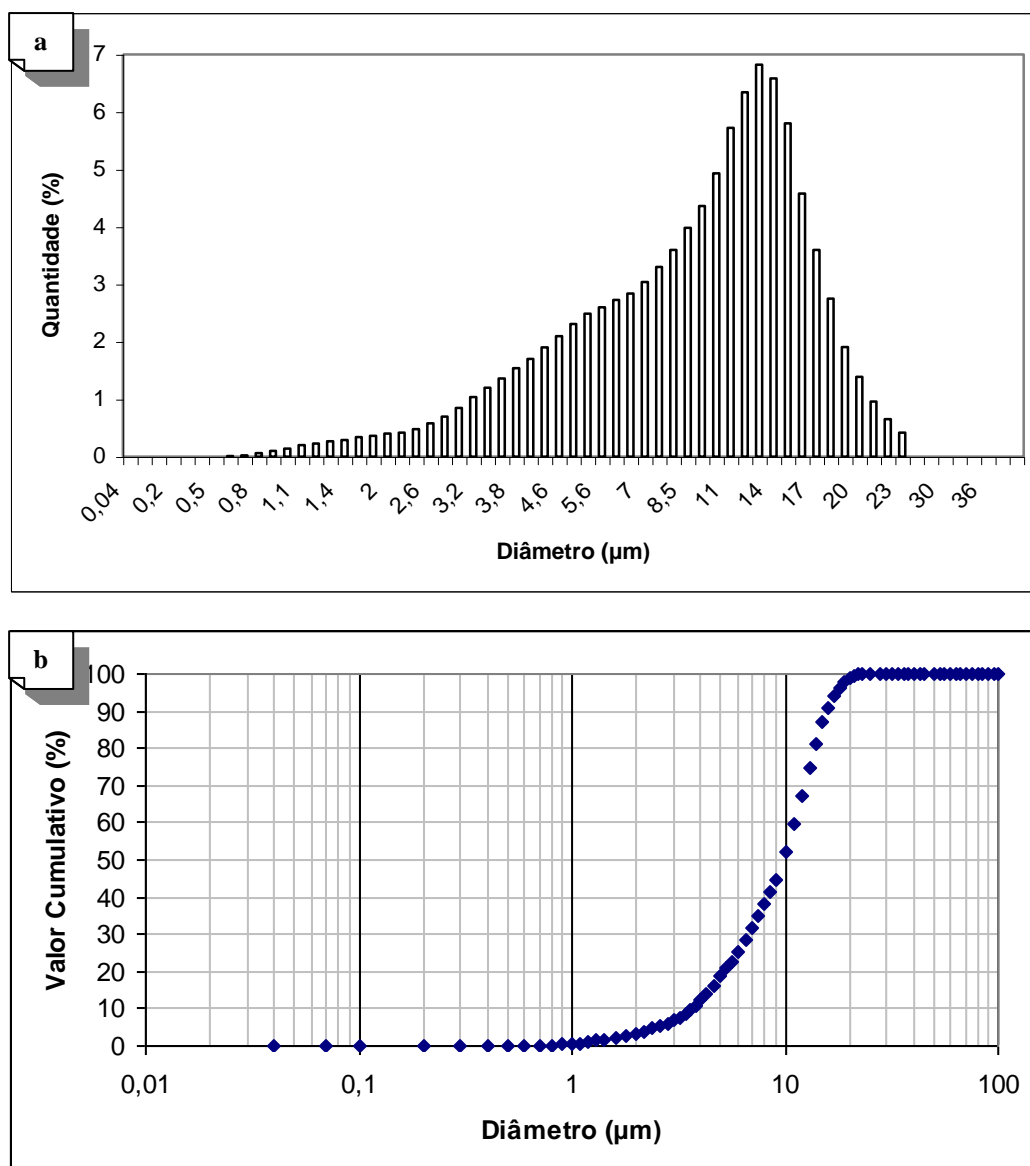 a
7
6
5
4
3
2
1
0
Quantidade (%)
0,04 0,2 0,5 0,8 1,1 1,4 2 2,6 3,2 3,8 4,6 5,6 7 8,5 11 14 17 20 23 30 36
Diâmetro (µm)
b
100
90
80
70
60
50
40
30
20
10
0
Valor Cumulativo (%)
0,01 0,1 1 10 100
Diâmetro (µm)